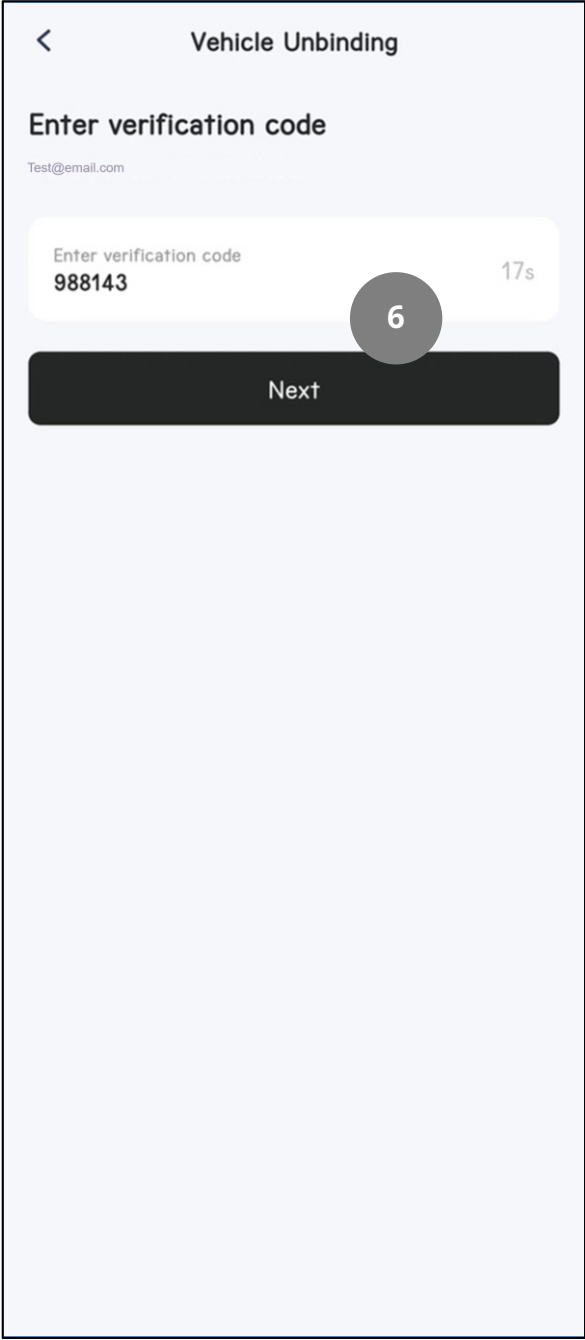 Vehicle Unbinding
Enter verification code
Test@email.com
Enter verification code
988143
17s
6
Next